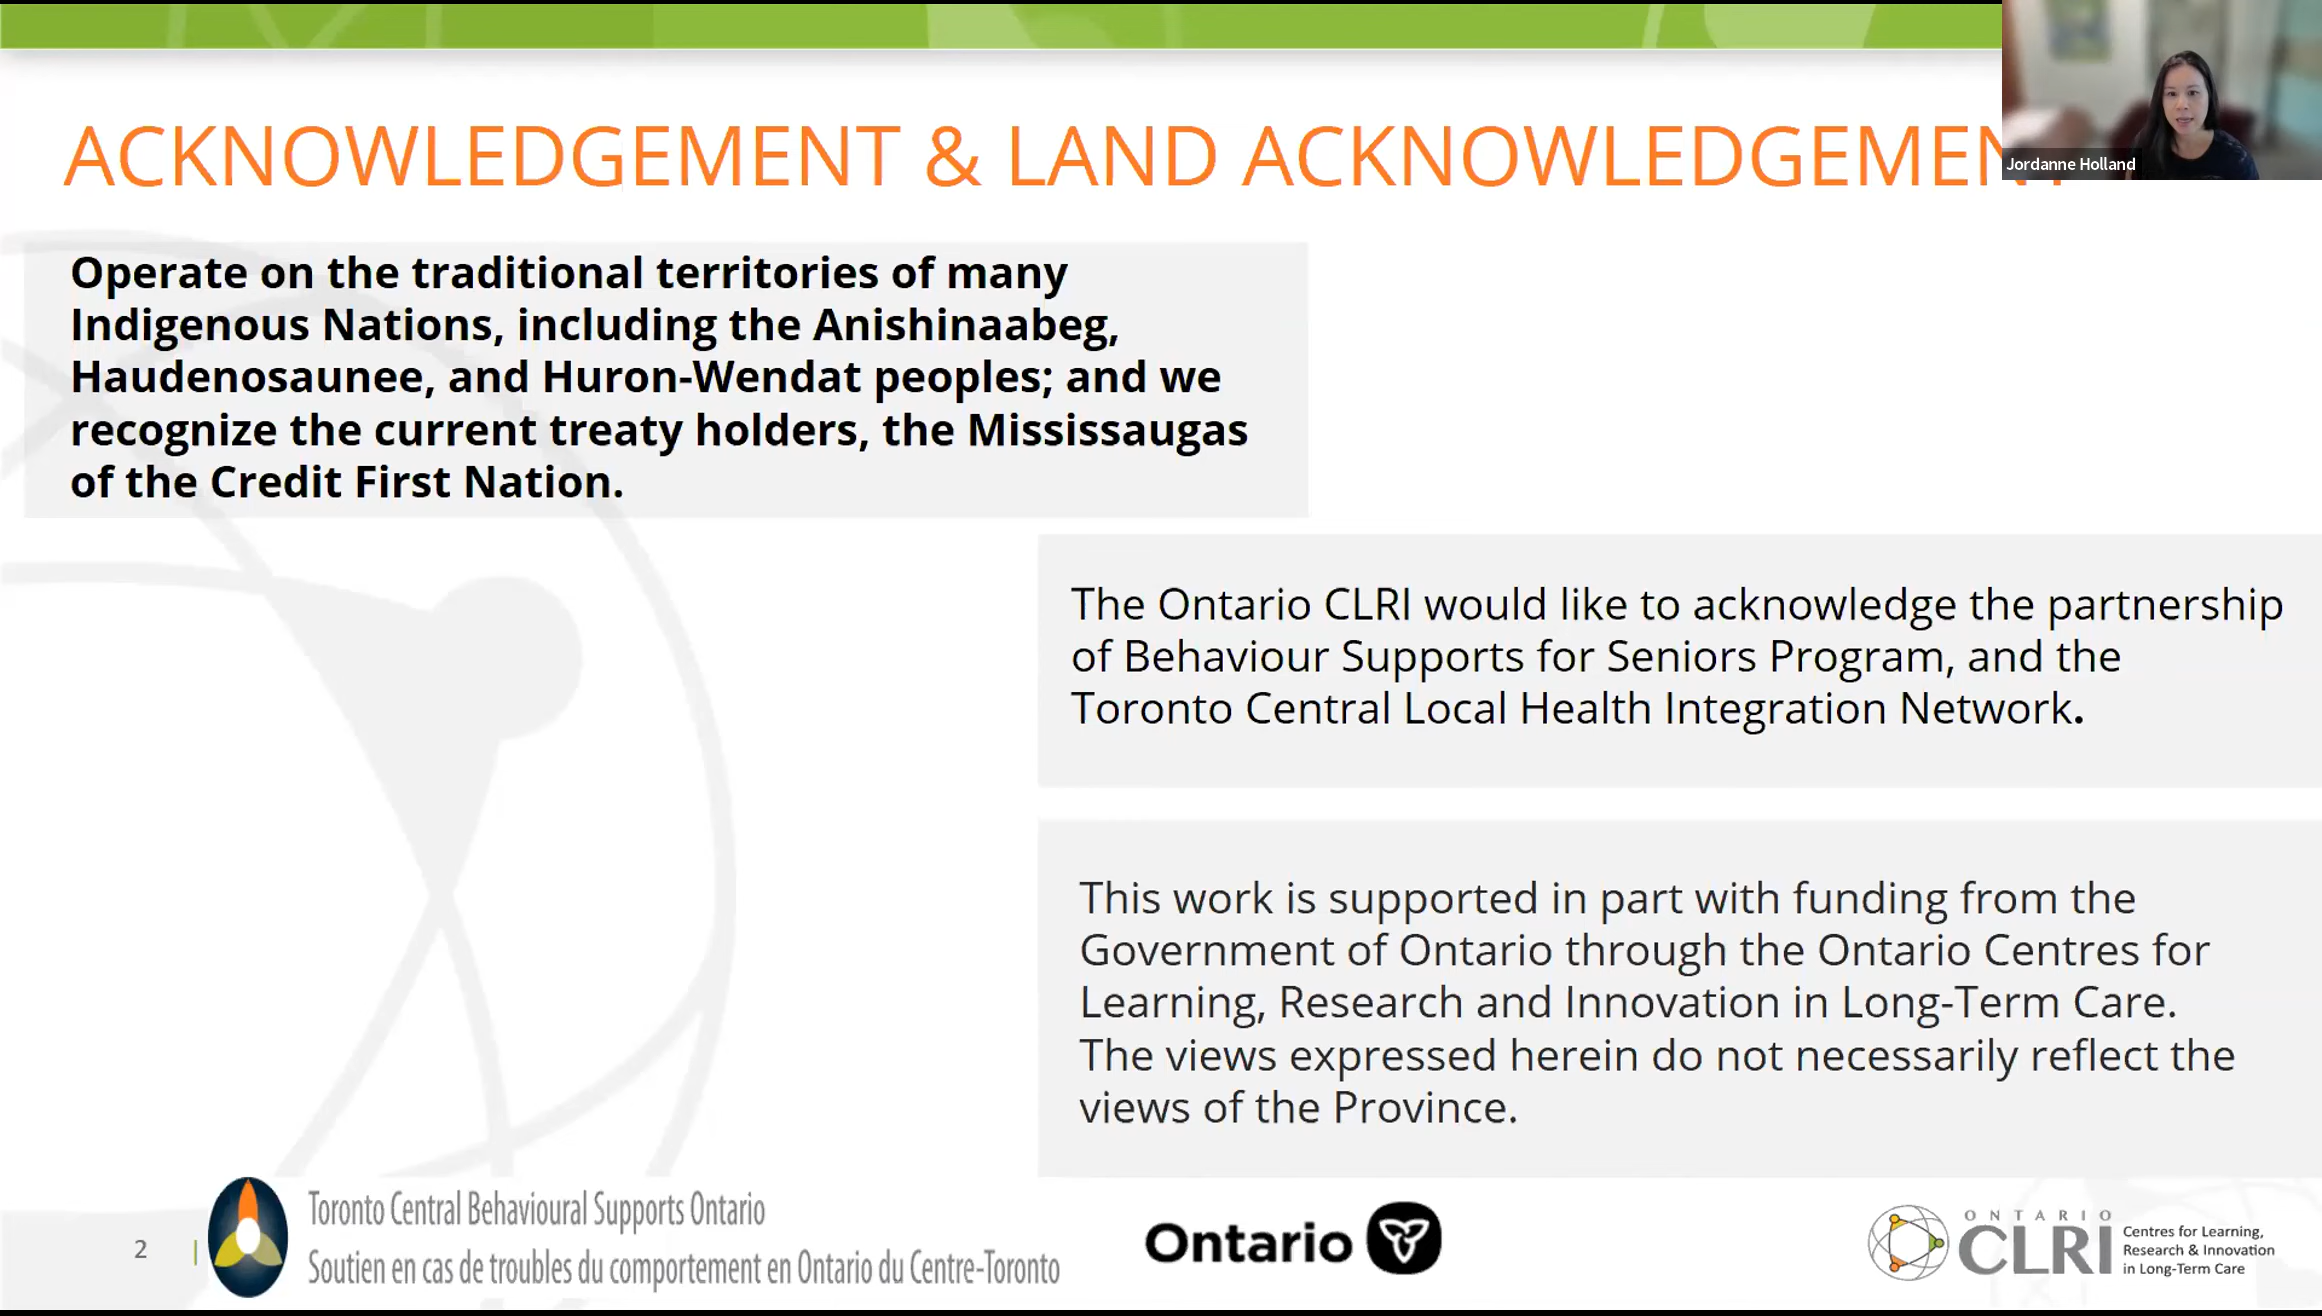 ACKNOWLEDGEMENT & LAND ACKNOWLEDGEMENT
Jordanne Holland
Operate on the traditional territories of many
Indigenous Nations, including the Anishinaabeg,
Haudenosaunee, and Huron-Wendat peoples; and we
recognize the current treaty holders, the Mississaugas
of the Credit First Nation.
The Ontario CLRI would like to acknowledge the partnership
of Behaviour Supports for Seniors Program, and the
Toronto Central Local Health Integration Network.
This work is supported in part with funding from the
Government of Ontario through the Ontario Centres for
Learning, Research and Innovation in Long-Term Care.
The views expressed herein do not necessarily reflect the
views of the Province.
2
Toronto Central Behavioural Supports Ontario
Soutien en cas de troubles du comportement en Ontario du Centre-Toronto
Ontario
ONTARIO
CLRI
Centres for Learning,
Research & Innovation
in Long-Term Care